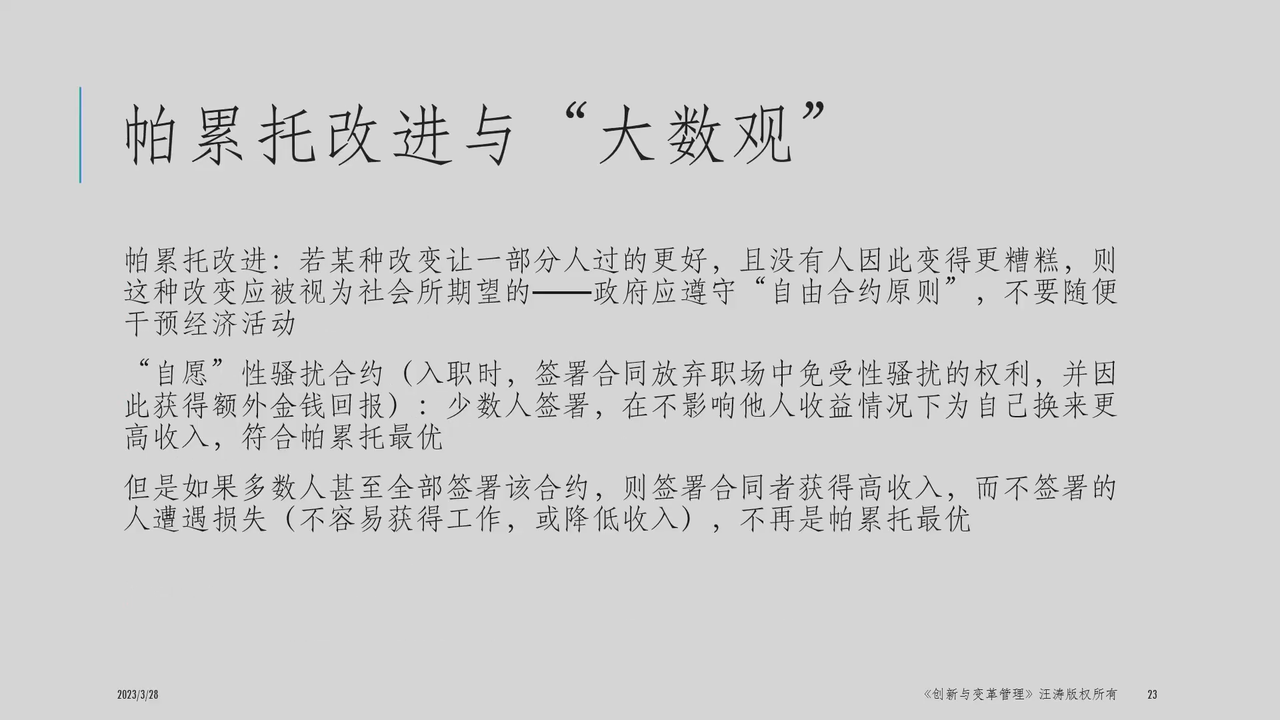 帕累托改进与“大数观”
帕累托改进：若某种改变让一部分人过的更好，且没有人因此变得更糟糕，则
这种改变应被视为社会所期望的——政府应遵守“自由合约原则”，不要随便
干预经济活动
“自愿”性骚扰合约（入职时，签署合同放弃职场中免受性骚扰的权利，并因
此获得额外金钱回报）：少数人签署，在不影响他人收益情况下为自己换来更
高收入，符合帕累托最优
但是如果多数人甚至全部签署该合约，则签署合同者获得高收入，而不签署的
人遭遇损失（不容易获得工作，或降低收入），不再是帕累托最优
2023/3/28
《创新与变革管理》汪涛版权所有
23